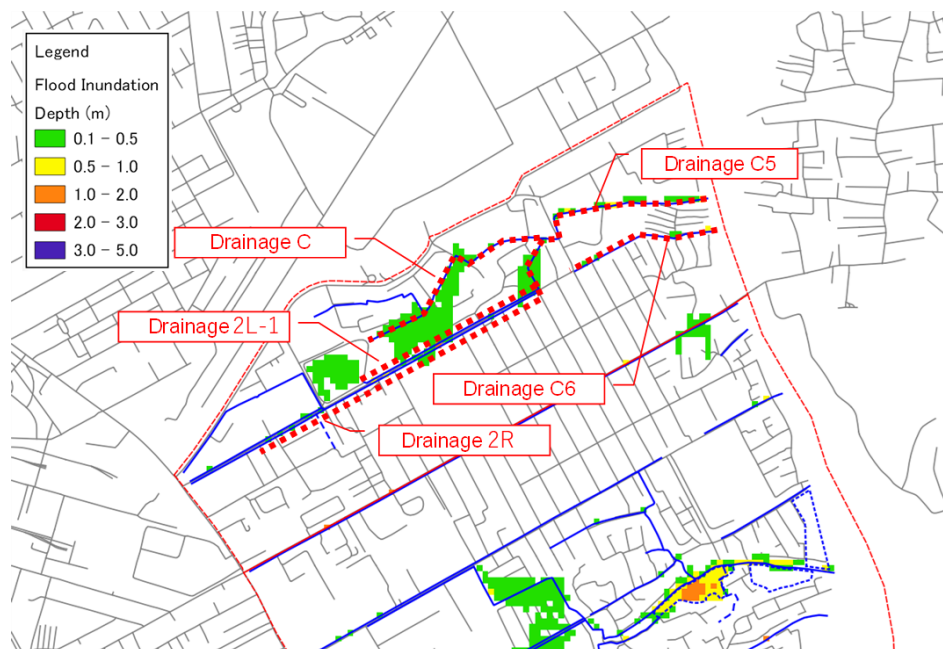 Legend
Flood Inundation
Depth (m)
0.1 − 0.5
0.5 − 1.0
1.0 − 2.0
2.0 − 3.0
3.0 − 5.0
Drainage C5
Drainage C
Drainage 2L-1
Drainage C6
Drainage 2R